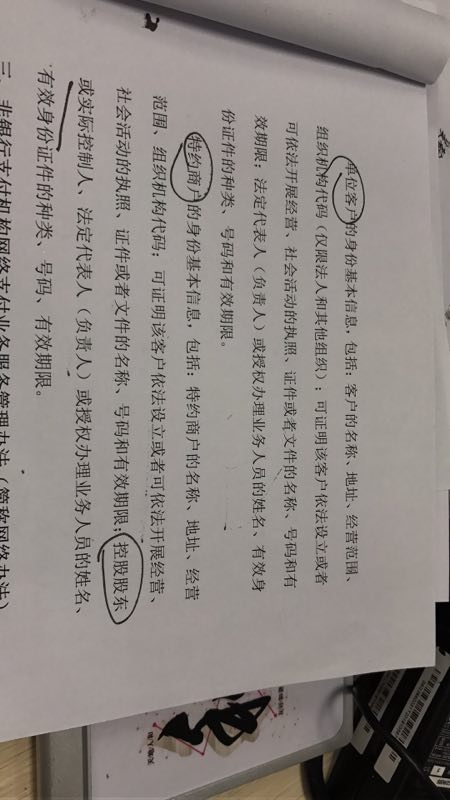 单位客户的身份基本信息，包括：客户的名称、地址、经营范围、
组织机构代码（仅限法人和其他组织）；可证明该客户依法设立或者
可依法开展经营、社会活动的执照、证件或者文件的名称、号码和有
效期限；法定代表人（负责人）或授权办理业务人员的姓名、有效身
份证件的种类、号码和有效期限。
特约商户的身份基本信息，包括：特约商户的名称、地址、经营
范围、组织机构代码；可证明该客户依法设立或者可依法开展经营、
社会活动的执照、证件或者文件的名称、号码和有效期限；控股股东
或实际控制人、法定代表人（负责人）或授权办理业务人员的姓名、
有效身份证件的种类、号码、有效期限。
三、非银行支付机构网络支付业务服务管理办法（简称网络办法）